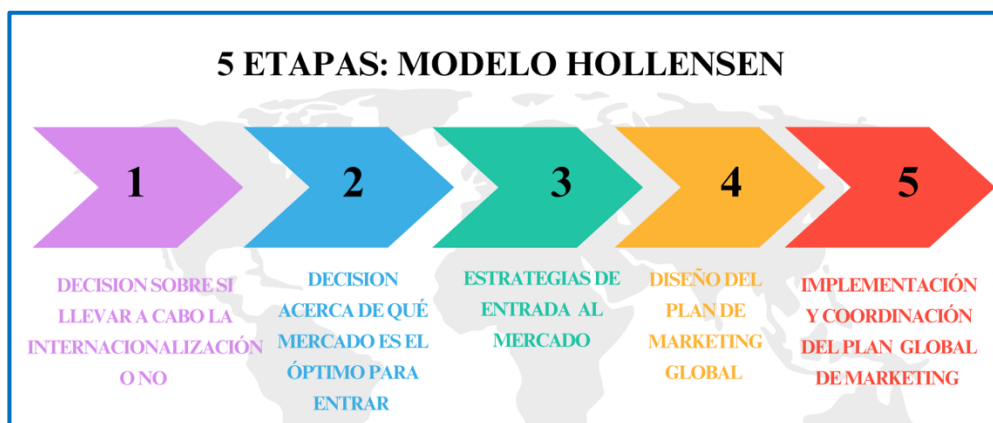 5 ETAPAS: MODELO HOLLENSEN
1
2
3
4
5
DECISION SOBRE SI
LLEVAR A CABO LA
INTERNACIONALIZACIÓN
O NO
DECISION
ACERCA DE QUÉ
MERCADO ES EL
ÓPTIMO PARA
ENTRAR
ESTRATEGIAS DE
ENTRADA AL
MERCADO
DISEÑO DEL
PLAN DE
MARKETING
GLOBAL
IMPLEMENTACIÓN
Y COORDINACIÓN
DEL PLAN GLOBAL
DE MARKETING